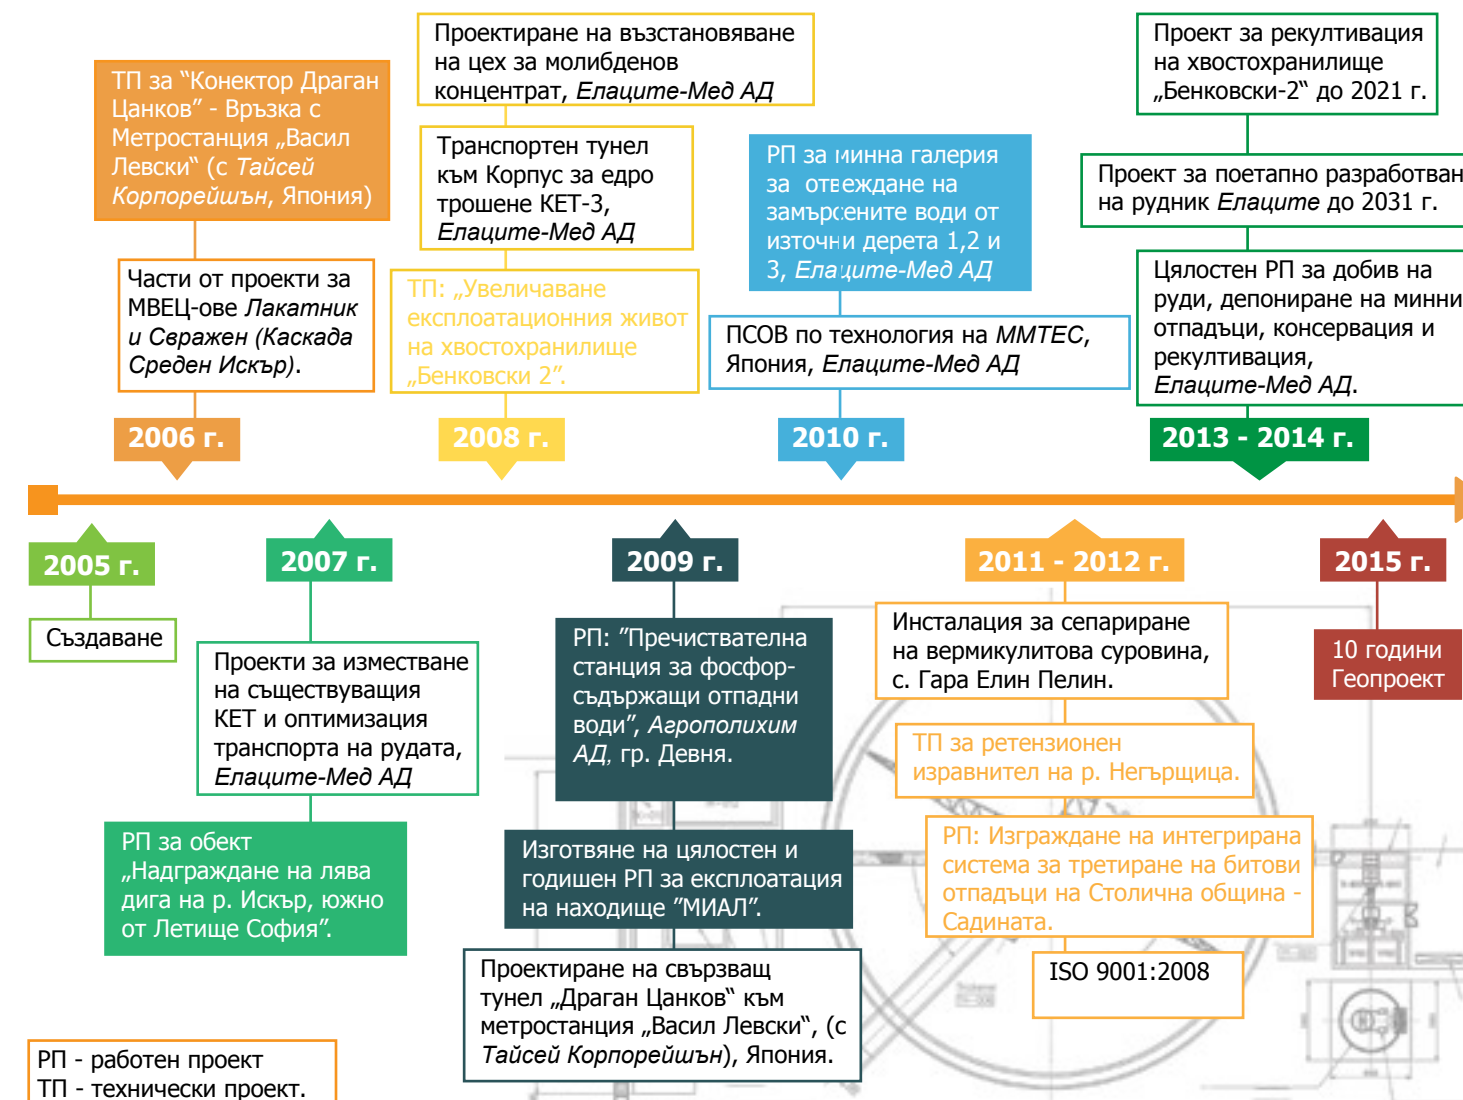 ТП за “Конектор Драган
Цанков” - Връзка с
Метростанция „Васил
Левски“ (с Тайсей
Корпорейшън, Япония)
Части от проекти за
МВЕЦ-ове Лакатник
и Свражен (Каскада
Среден Искър).
2006 г.
Проектиране на възстановяване
на цех за молибденов
концентрат, Елаците-Мед АД
Транспортен тунел
към Корпус за едро
трошене КЕТ-3,
Елаците-Мед АД
ТП: „Увеличаване
експлоатационния живот
на хвостохранилище
„Бенковски 2”.
2008 г.
РП за минна галерия
за отвеждане на
замърсените води от
източни дерета 1,2 и
3, Елаците-Мед АД
ПСОВ по технология на ММТЕС,
Япония, Елаците-Мед АД
2010 г.
Проект за рекултивация
на хвостохранилище
„Бенковски-2“ до 2021 г.
Проект за поетапно разработван
на рудник Елаците до 2031 г.
Цялостен РП за добив на
руди, депониране на минни
отпадъци, консервация и
рекултивация,
Елаците-Мед АД.
2013 - 2014 г.
2005 г.
Създаване
2007 г.
Проекти за изместване
на съществуващия
КЕТ и оптимизация
транспорта на рудата,
Елаците-Мед АД
РП за обект
„Надграждане на лява
дига на р. Искър, южно
от Летище София”.
2009 г.
РП: ”Пречиствателна
станция за фосфор-
съдържащи отпадни
води”, Агрополихим
АД, гр. Девня.
Изготвяне на цялостен и
годишен РП за експлоатация
на находище ”МИАЛ”.
Проектиране на свързващ
тунел „Драган Цанков“ към
метростанция „Васил Левски“, (с
Тайсей Корпорейшън), Япония.
2011 - 2012 г.
Инсталация за сепариране
на вермикулитова суровина,
с. Гара Елин Пелин.
ТП за ретензионен
изравнител на р. Негърщица.
РП: Изграждане на интегрирана
система за третиране на битови
отпадъци на Столична община -
Садината.
ISO 9001:2008
2015 г.
10 години
Геопроект
РП - работен проект
ТП - технически проект.